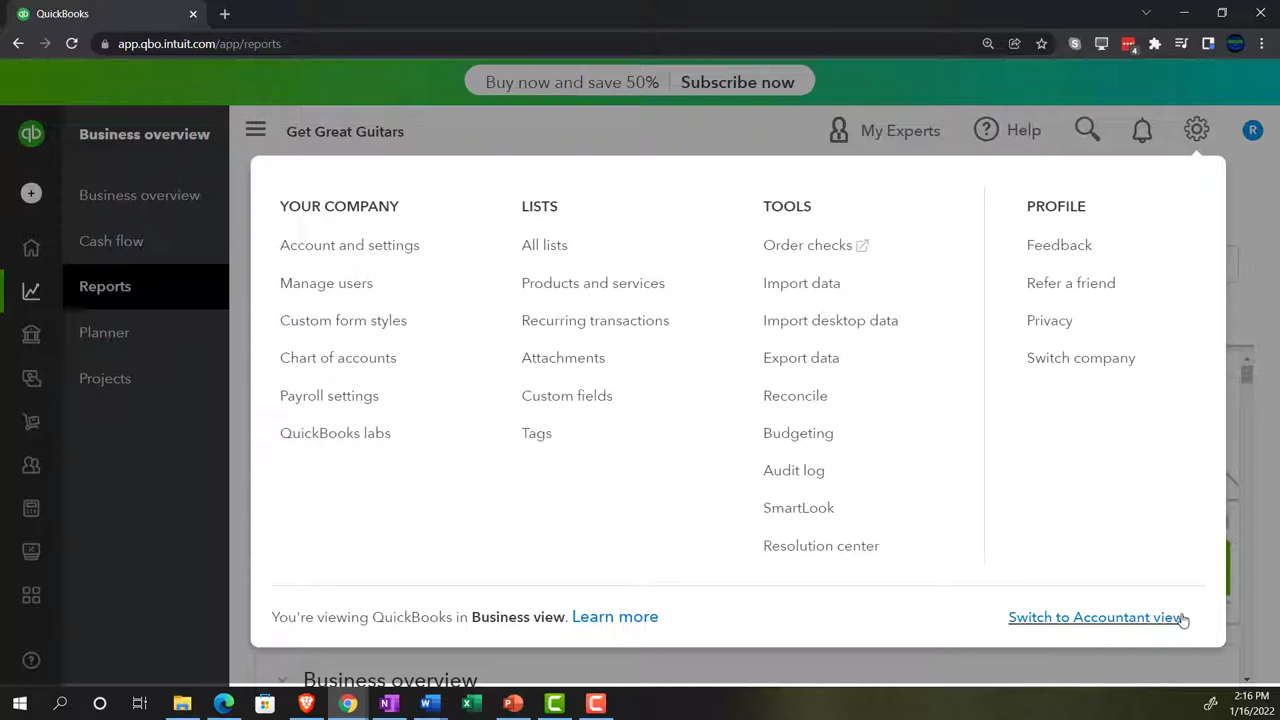 QuickBooks
app.qbo.intuit.com/app/reports
4
Buy now and save 50% Subscribe now
qb
Business overview
Get Great Guitars
My Experts
Help
R
Business overview
Cash flow
Reports
Planner
Projects
YOUR COMPANY
Account and settings
Manage users
Custom form styles
Chart of accounts
Payroll settings
QuickBooks labs
LISTS
All lists
Products and services
Recurring transactions
Attachments
Custom fields
Tags
TOOLS
Order checks
Import data
Import desktop data
Export data
Reconcile
Budgeting
Audit log
SmartLook
Resolution center
PROFILE
Feedback
Refer a friend
Privacy
Switch company
You're viewing QuickBooks in Business view. Learn more
Switch to Accountant view
Business overview
2:16 PM
1/16/2022